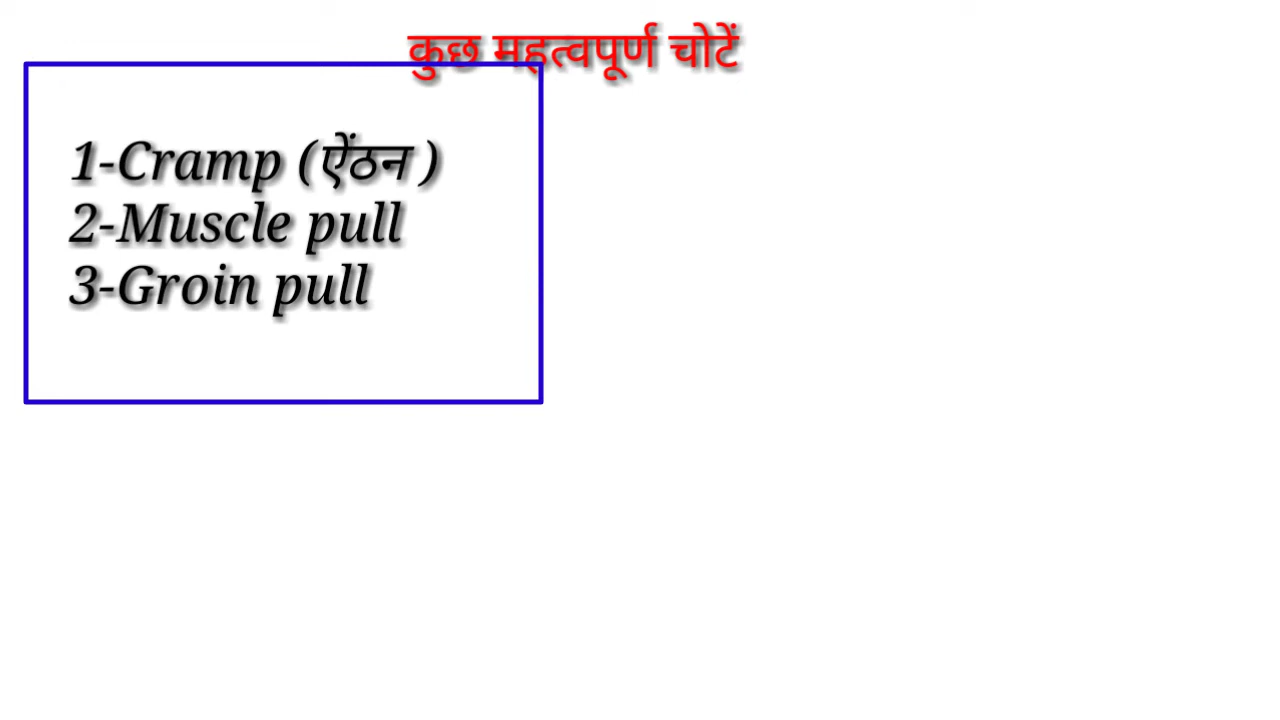 कुछ महत्वपूर्ण चोटें
1-Cramp (ऐंठन )
2-Muscle pull
3-Groin pull